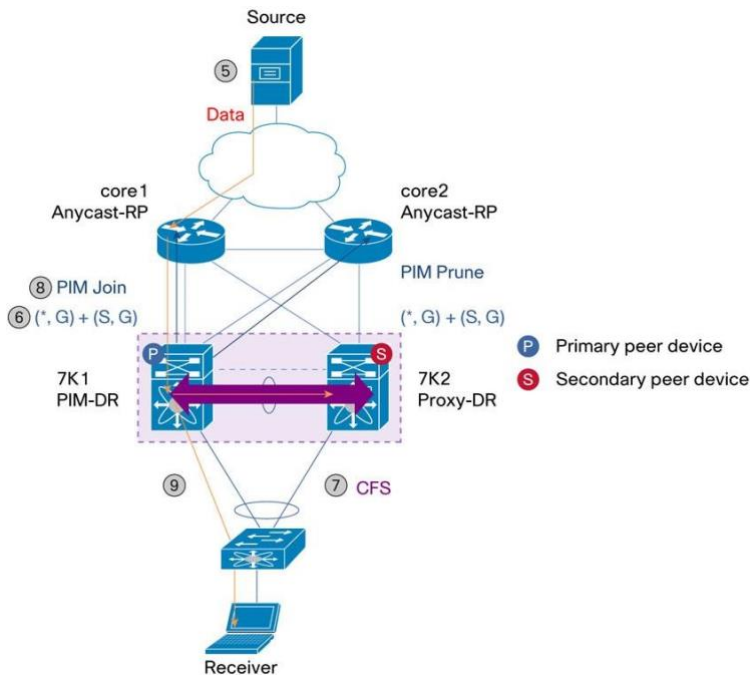 Source
5
Data
core1
Anycast-RP
core2
Anycast-RP
8 PIM Join
PIM Prune
6 (*, G) + (S, G)
(*, G) + (S, G)
P
S
P Primary peer device
S Secondary peer device
7K1
PIM-DR
7K2
Proxy-DR
9
7 CFS
Receiver